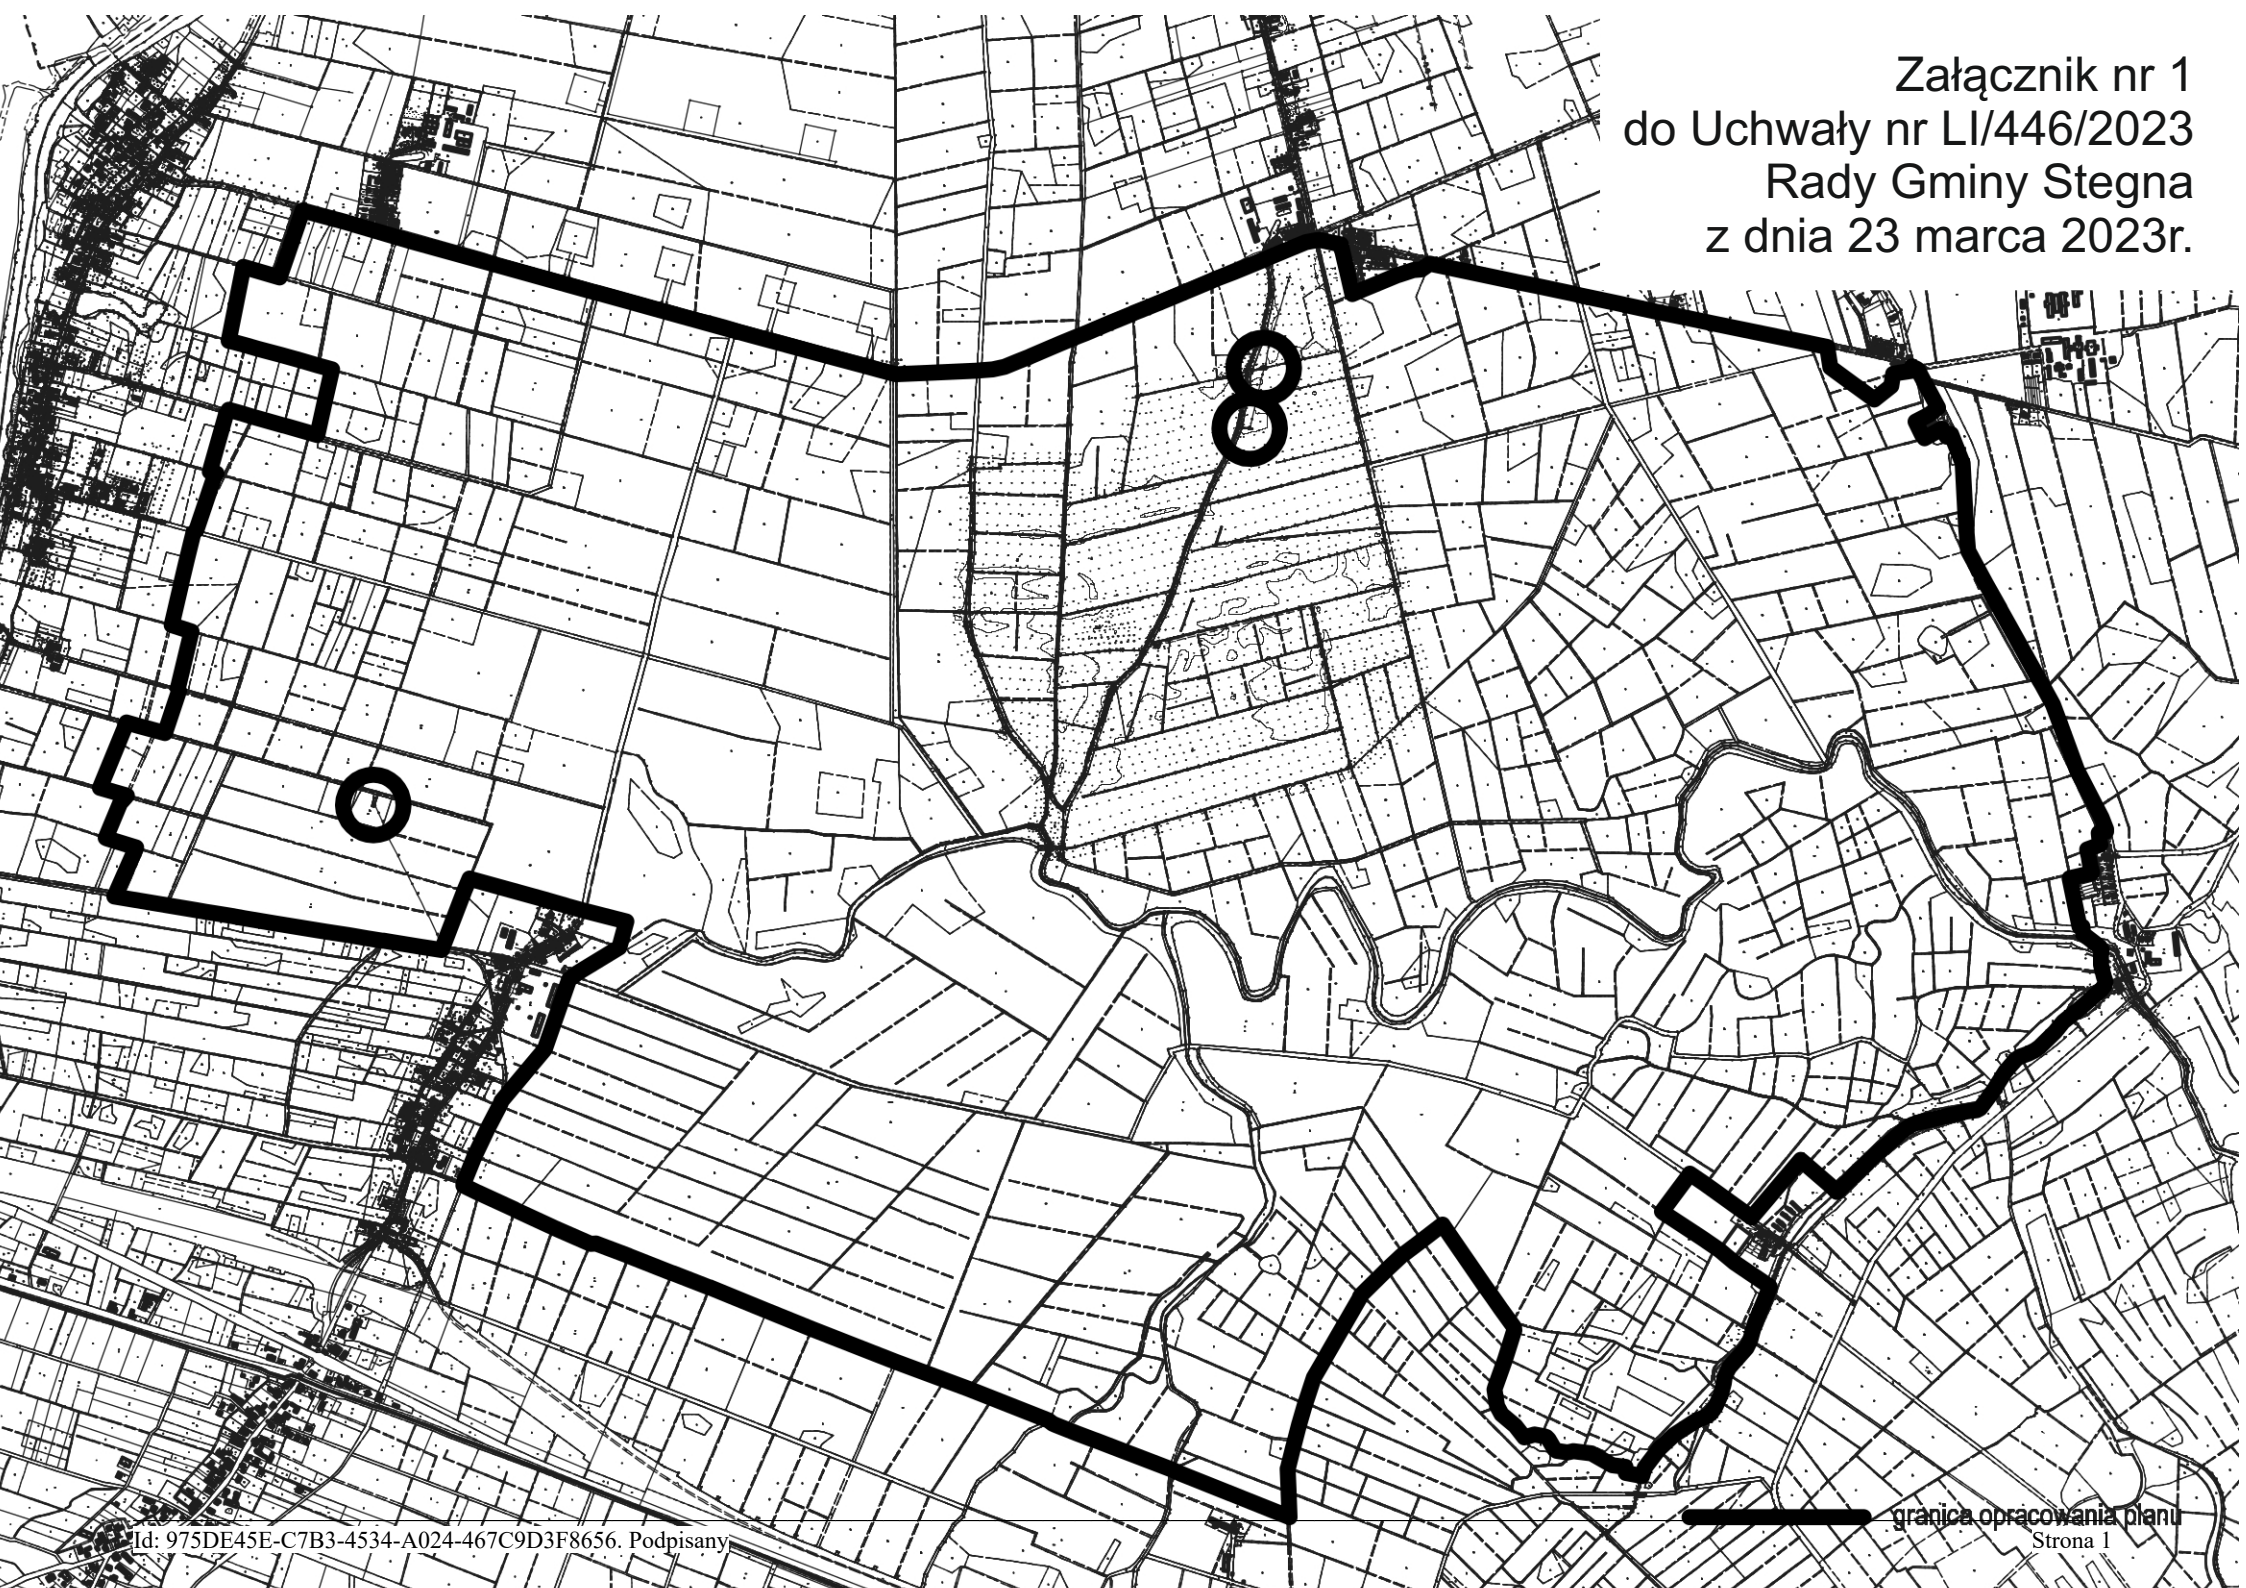 Załącznik nr 1
do Uchwały nr LI/446/2023
Rady Gminy Stegna
z dnia 23 marca 2023r.
granica opracowania planu
Id: 975DE45E-C7B3-4534-A024-467C9D3F8656. Podpisany
Strona 1